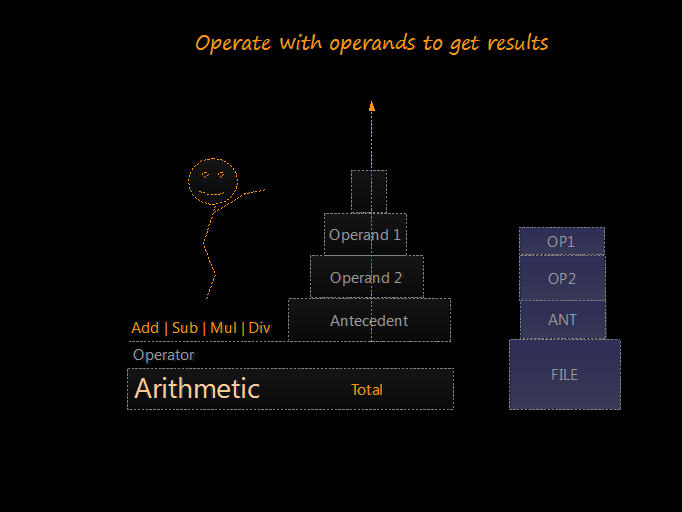 Operate with operands to get results
Operand 1
OP1
Operand 2
OP2
Antecedent
ANT
Add | Sub | Mul | Div
Operator
FILE
Arithmetic
Total